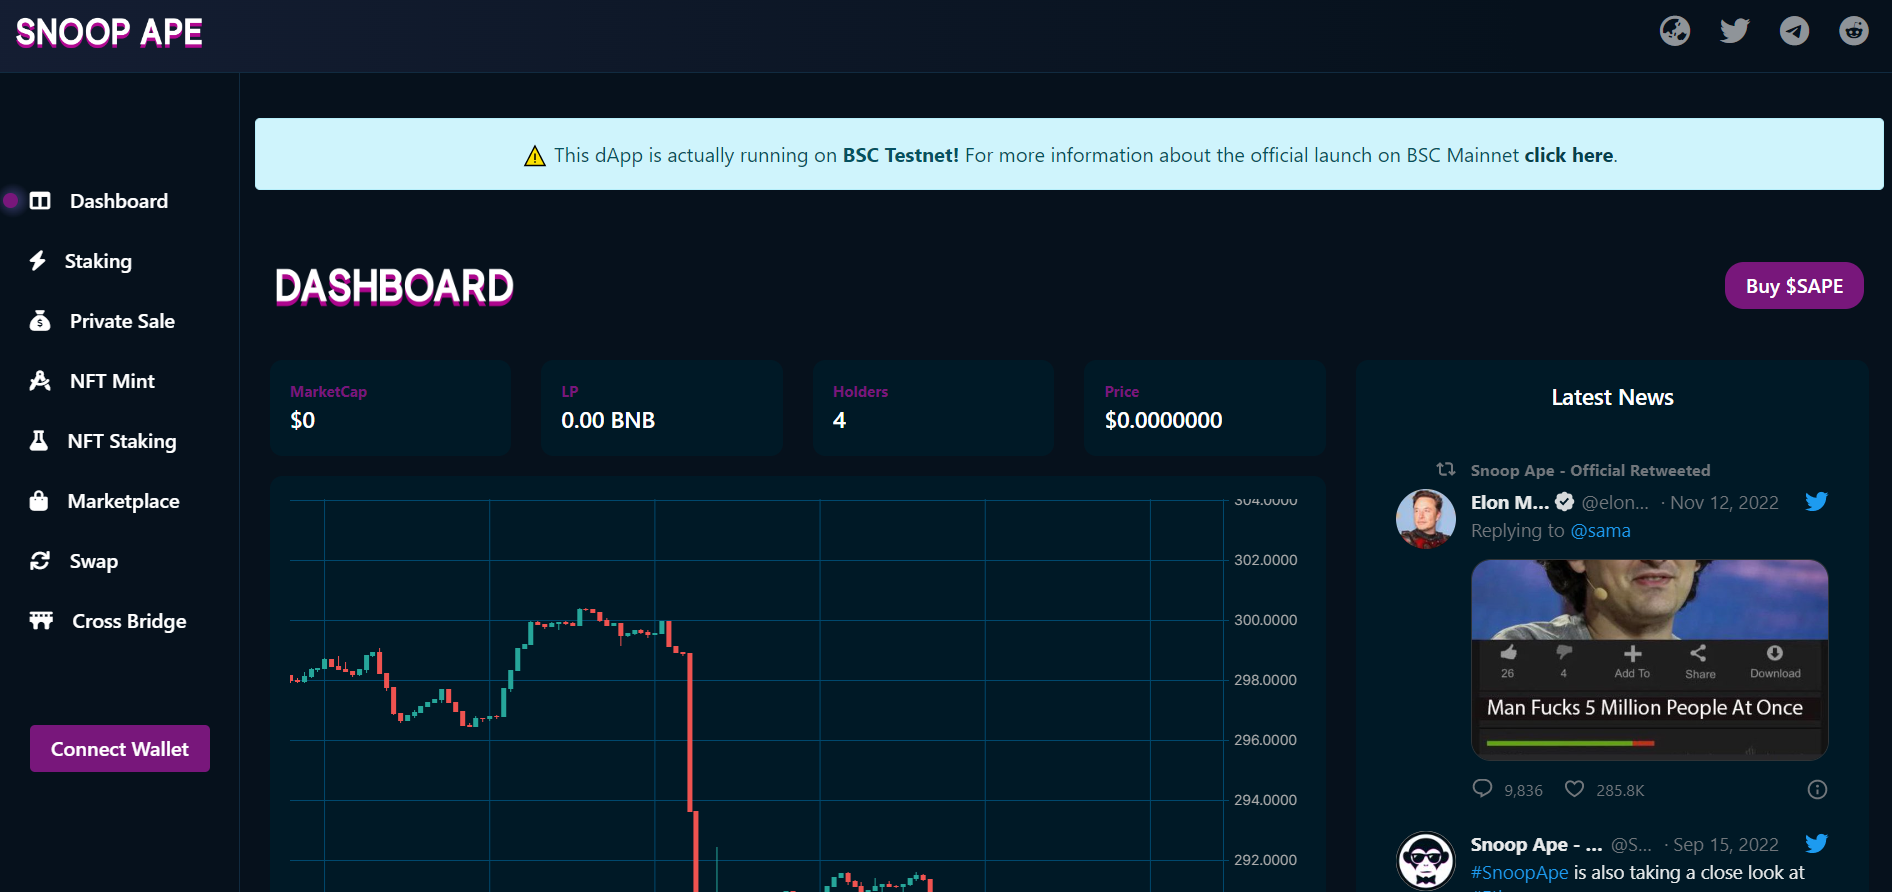 SNOOP APE
⚠️ This dApp is actually running on BSC Testnet! For more information about the official launch on BSC Mainnet click here.
Dashboard
Staking
Private Sale
NFT Mint
NFT Staking
Marketplace
Swap
Cross Bridge
Connect Wallet
DASHBOARD
Buy $SAPE
MarketCap
$0
LP
0.00 BNB
Holders
4
Price
$0.0000000
304.0000
302.0000
300.0000
298.0000
296.0000
294.0000
292.0000
Latest News
Snoop Ape - Official Retweeted
Elon M... @elon... · Nov 12, 2022
Replying to @sama
26 4 Add To Share Download
Man Fucks 5 Million People At Once
9,836 285.8K
Snoop Ape - ... @S... · Sep 15, 2022
#SnoopApe is also taking a close look at